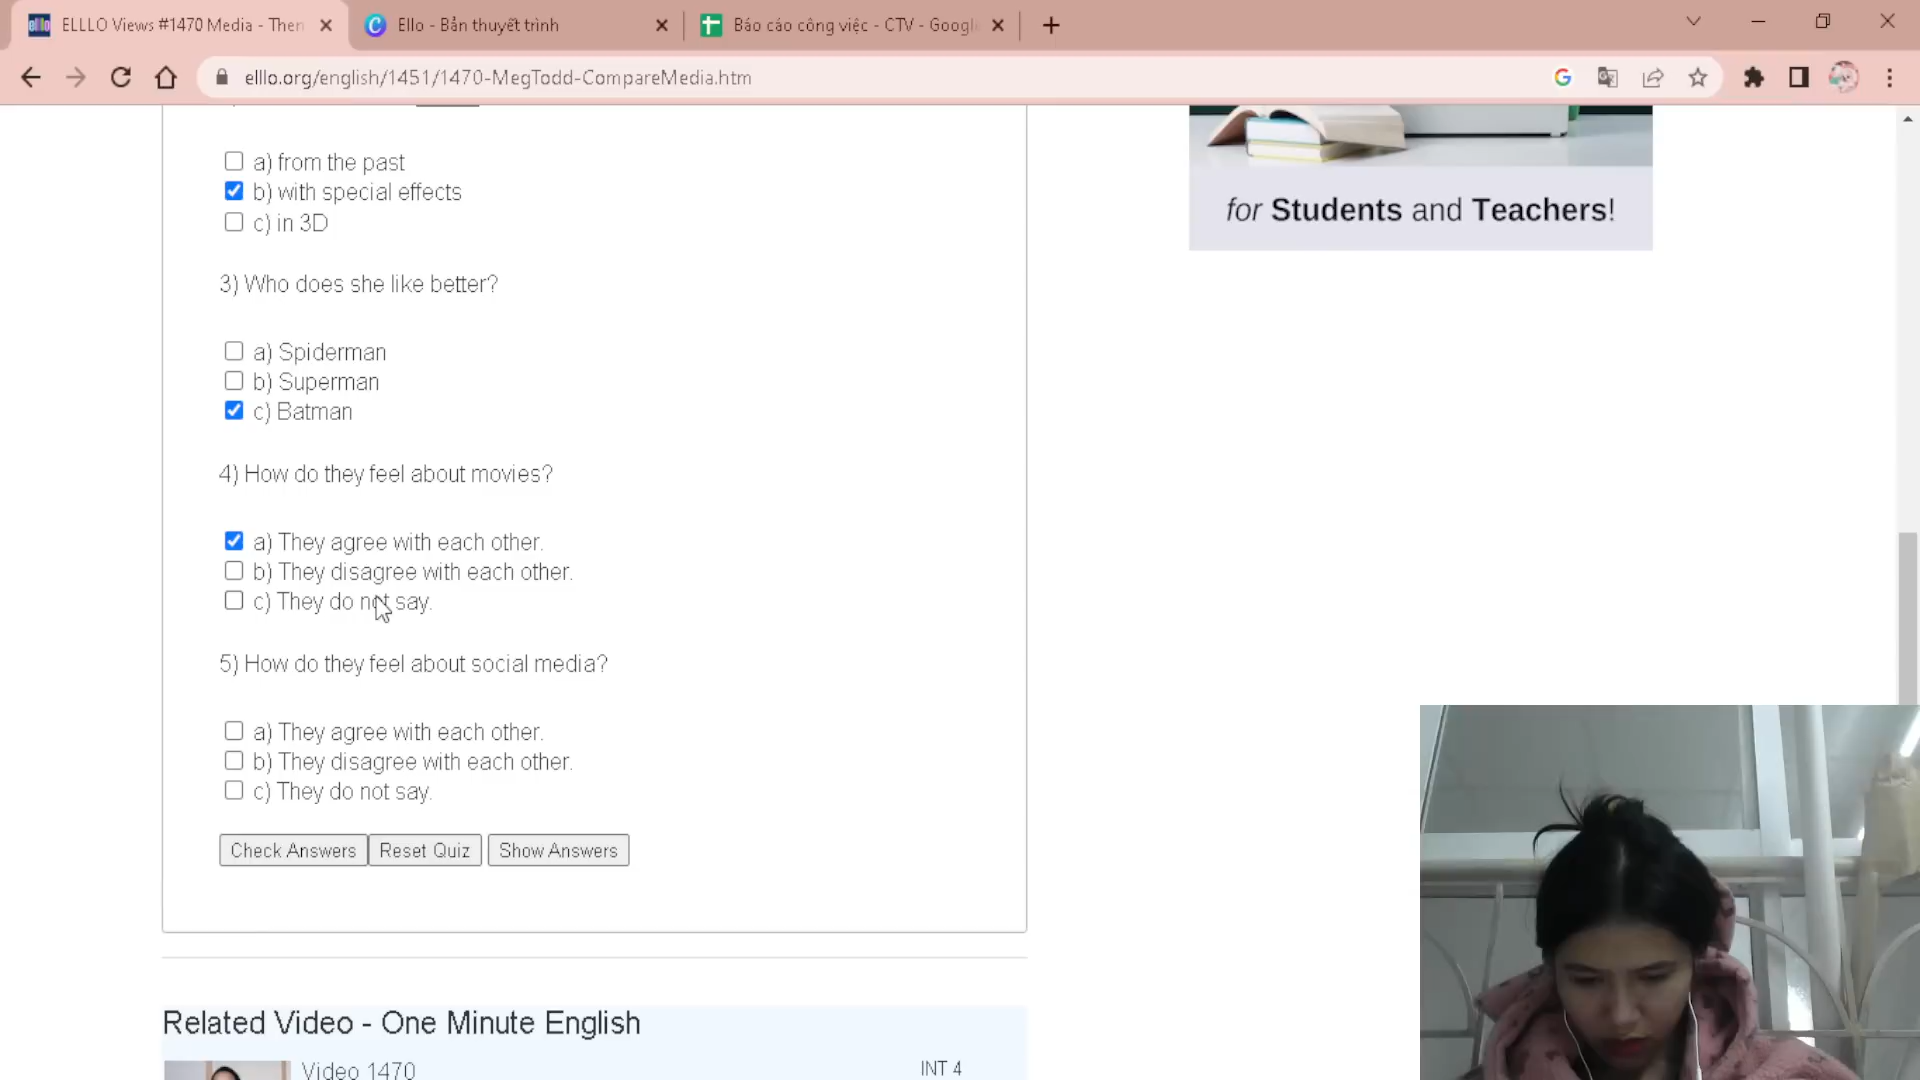 ELLLO Views #1470 Media - Then
Ello - Bản thuyết trình
Báo cáo công việc - CTV - Googl
elllo.org/english/1451/1470-MegTodd-CompareMedia.htm
a) from the past
b) with special effects
c) in 3D
for Students and Teachers!
3) Who does she like better?
a) Spiderman
b) Superman
c) Batman
4) How do they feel about movies?
a) They agree with each other.
b) They disagree with each other.
c) They do not say.
5) How do they feel about social media?
a) They agree with each other.
b) They disagree with each other.
c) They do not say.
Check Answers Reset Quiz Show Answers
Related Video - One Minute English
Video 1470
INT 4